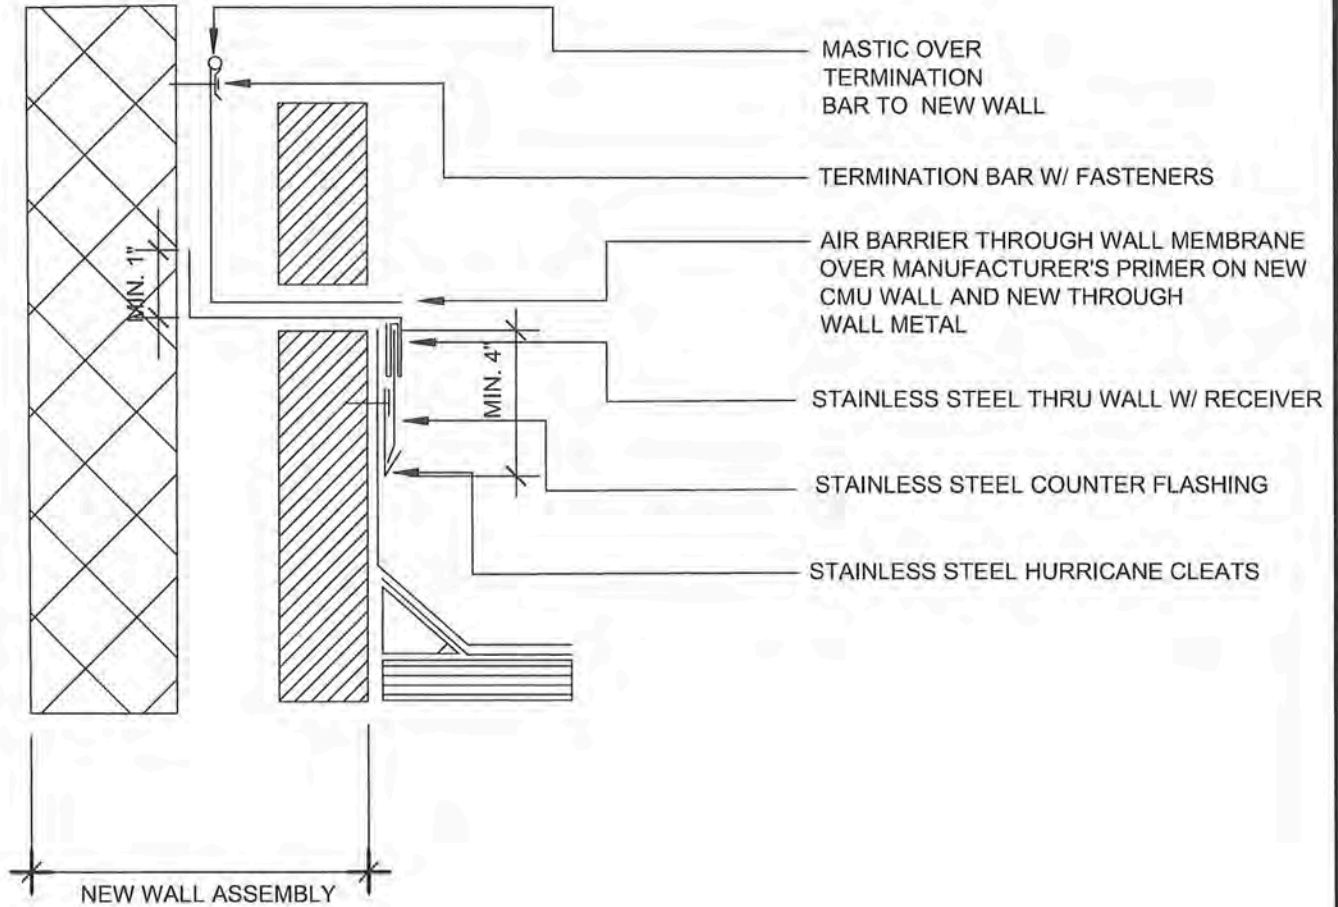 MASTIC OVER
TERMINATION
BAR TO NEW WALL
TERMINATION BAR W/ FASTENERS
AIR BARRIER THROUGH WALL MEMBRANE
OVER MANUFACTURER'S PRIMER ON NEW
CMU WALL AND NEW THROUGH
WALL METAL
MIN. 1"
MIN. 4"
STAINLESS STEEL THRU WALL W/ RECEIVER
STAINLESS STEEL COUNTER FLASHING
STAINLESS STEEL HURRICANE CLEATS
NEW WALL ASSEMBLY